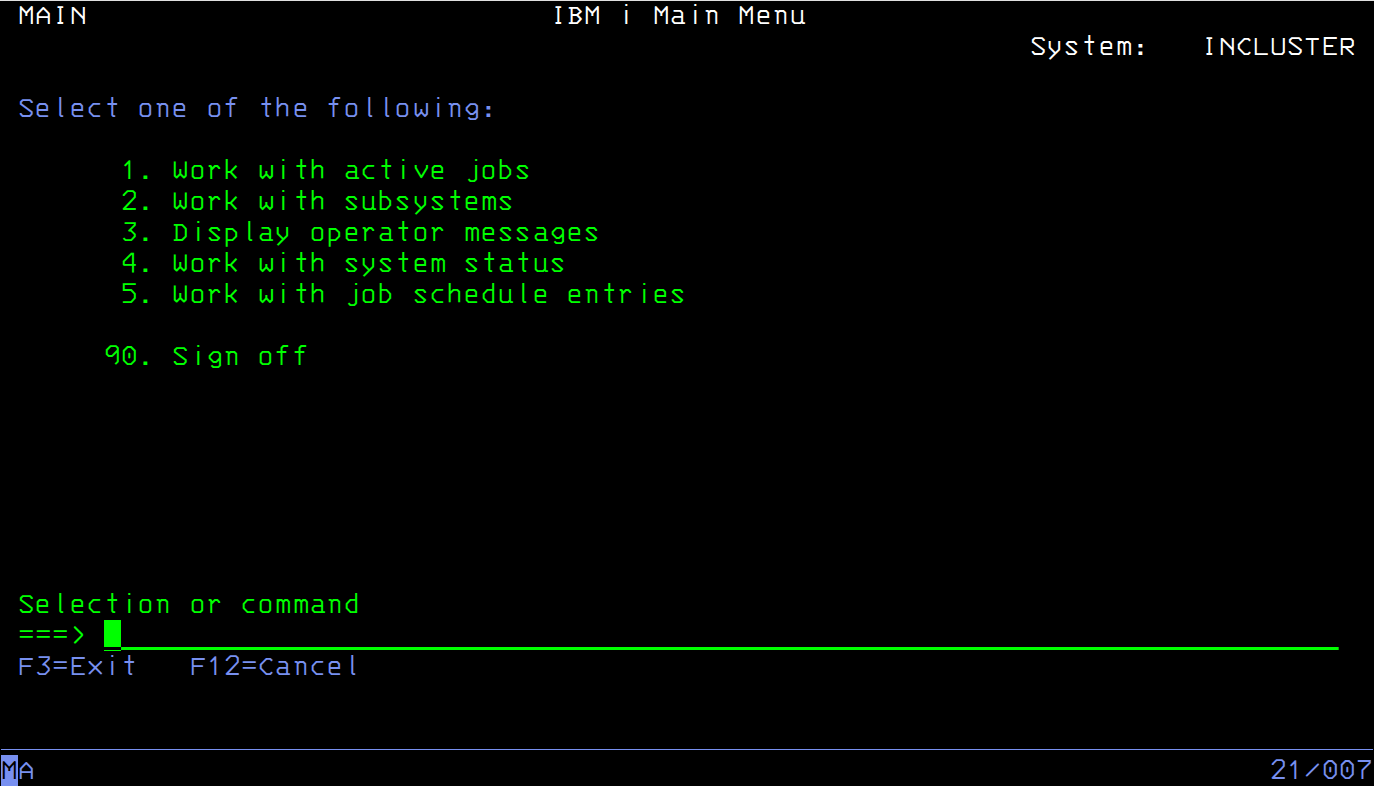 MAIN IBM i Main Menu
System: INCLUSTER
Select one of the following:
1. Work with active jobs
2. Work with subsystems
3. Display operator messages
4. Work with system status
5. Work with job schedule entries
90. Sign off
Selection or command
===>
F3=Exit F12=Cancel
MA 21/007